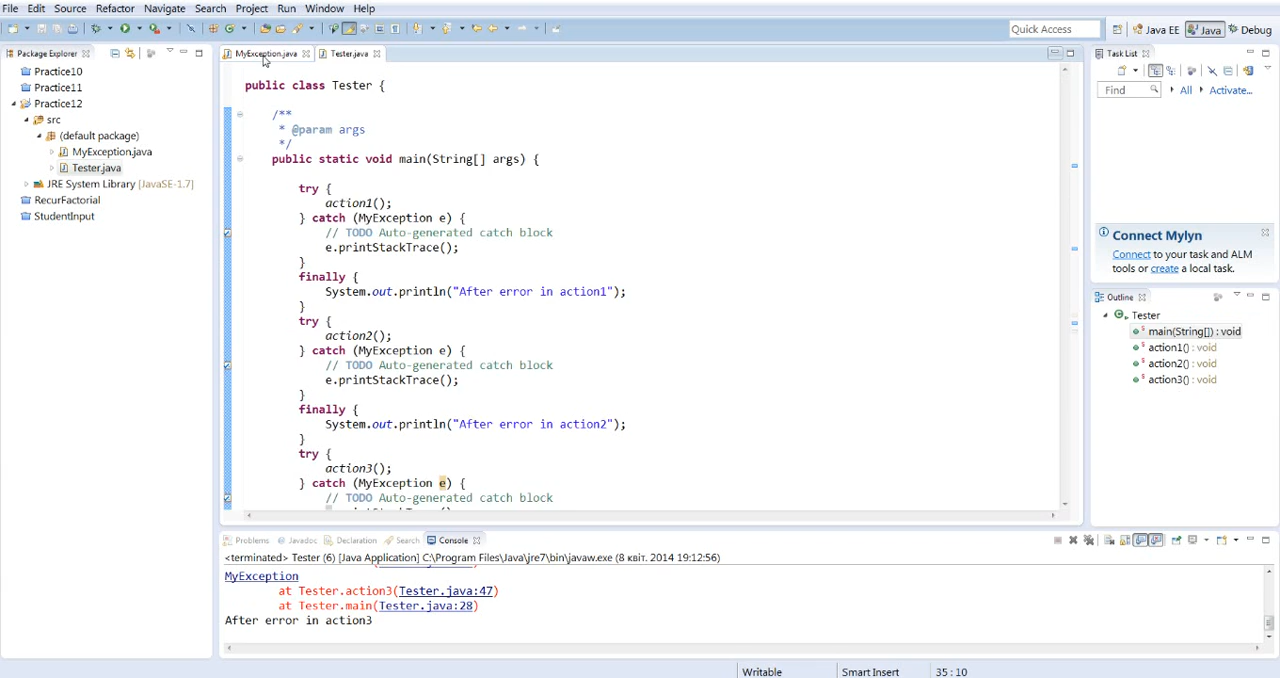 File Edit Source Refactor Navigate Search Project Run Window Help
Quick Access
Java EE
Java
Debug
Package Explorer
Practice10
Practice11
Practice12
src
(default package)
MyException.java
Tester.java
JRE System Library [JavaSE-1.7]
RecurFactorial
StudentInput
MyException.java
Tester.java
public class Tester {
/**
* @param args
*/
public static void main(String[] args) {
try {
action1();
} catch (MyException e) {
// TODO Auto-generated catch block
e.printStackTrace();
}
finally {
System.out.println("After error in action1");
}
try {
action2();
} catch (MyException e) {
// TODO Auto-generated catch block
e.printStackTrace();
}
finally {
System.out.println("After error in action2");
}
try {
action3();
} catch (MyException e) {
// TODO Auto-generated catch block
Task List
Find
All
Activate...
Connect Mylyn
Connect to your task and ALM
tools or create a local task.
Outline
Tester
main(String[]) : void
action1() : void
action2() : void
action3() : void
Problems
Javadoc
Declaration
Search
Console
<terminated> Tester (6) [Java Application] C:\Program Files\Java\jre7\bin\javaw.exe (8 квіт. 2014 19:12:56)
MyException
at Tester.action3(Tester.java:47)
at Tester.main(Tester.java:28)
After error in action3
Writable
Smart Insert
35 : 10